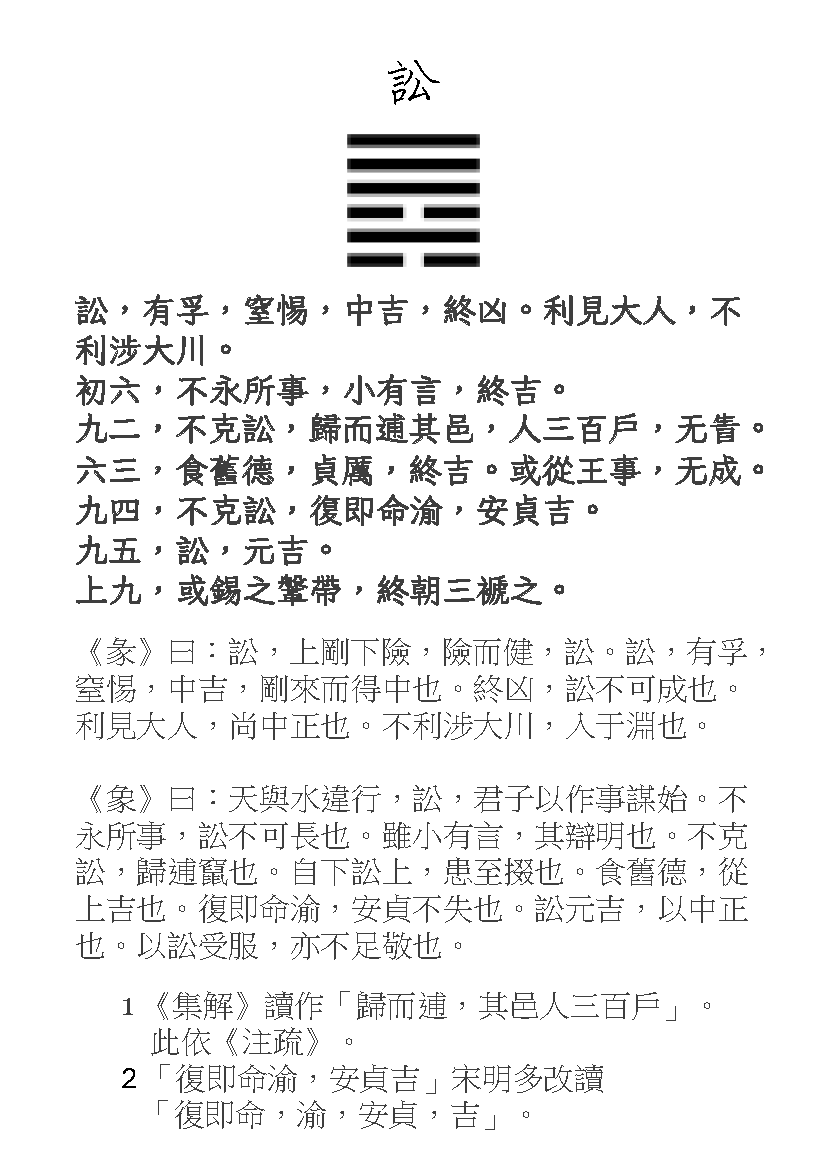 訟
訟，有孚，窒惕，中吉，終凶。利見大人，不
利涉大川。
初六，不永所事，小有言，終吉。
九二，不克訟，歸而逋其邑，人三百戶，无眚。
六三，食舊德，貞厲，終吉。或從王事，无成。
九四，不克訟，復即命渝，安貞吉。
九五，訟，元吉。
上九，或錫之鞶帶，終朝三褫之。
《彖》曰：訟，上剛下險，險而健，訟。訟，有孚，
窒惕，中吉，剛來而得中也。終凶，訟不可成也。
利見大人，尚中正也。不利涉大川，入于淵也。
《象》曰：天與水違行，訟，君子以作事謀始。不
永所事，訟不可長也。雖小有言，其辯明也。不克
訟，歸逋竄也。自下訟上，患至掇也。食舊德，從
上吉也。復即命渝，安貞不失也。訟元吉，以中正
也。以訟受服，亦不足敬也。
1《集解》讀作「歸而逋，其邑人三百戶」。
此依《注疏》。
2「復即命渝，安貞吉」宋明多改讀
「復即命，渝，安貞，吉」。